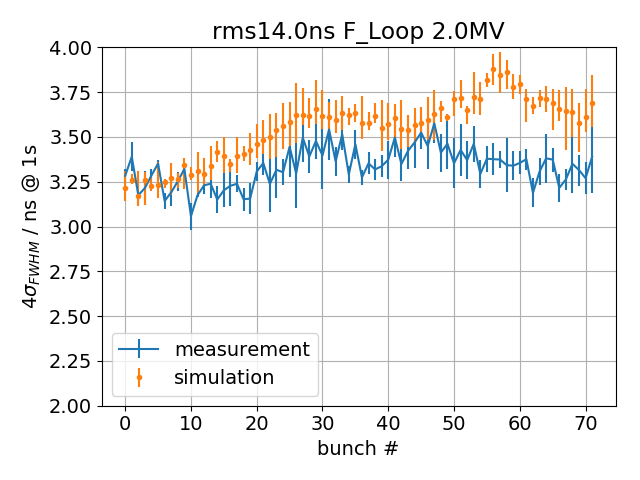 rms14.0ns F_Loop 2.0MV
4.00
3.75
3.50
3.25
3.00
2.75
2.50
2.25
2.00
4σFWHM / ns @ 1s
measurement
simulation
0 10 20 30 40 50 60 70
bunch #